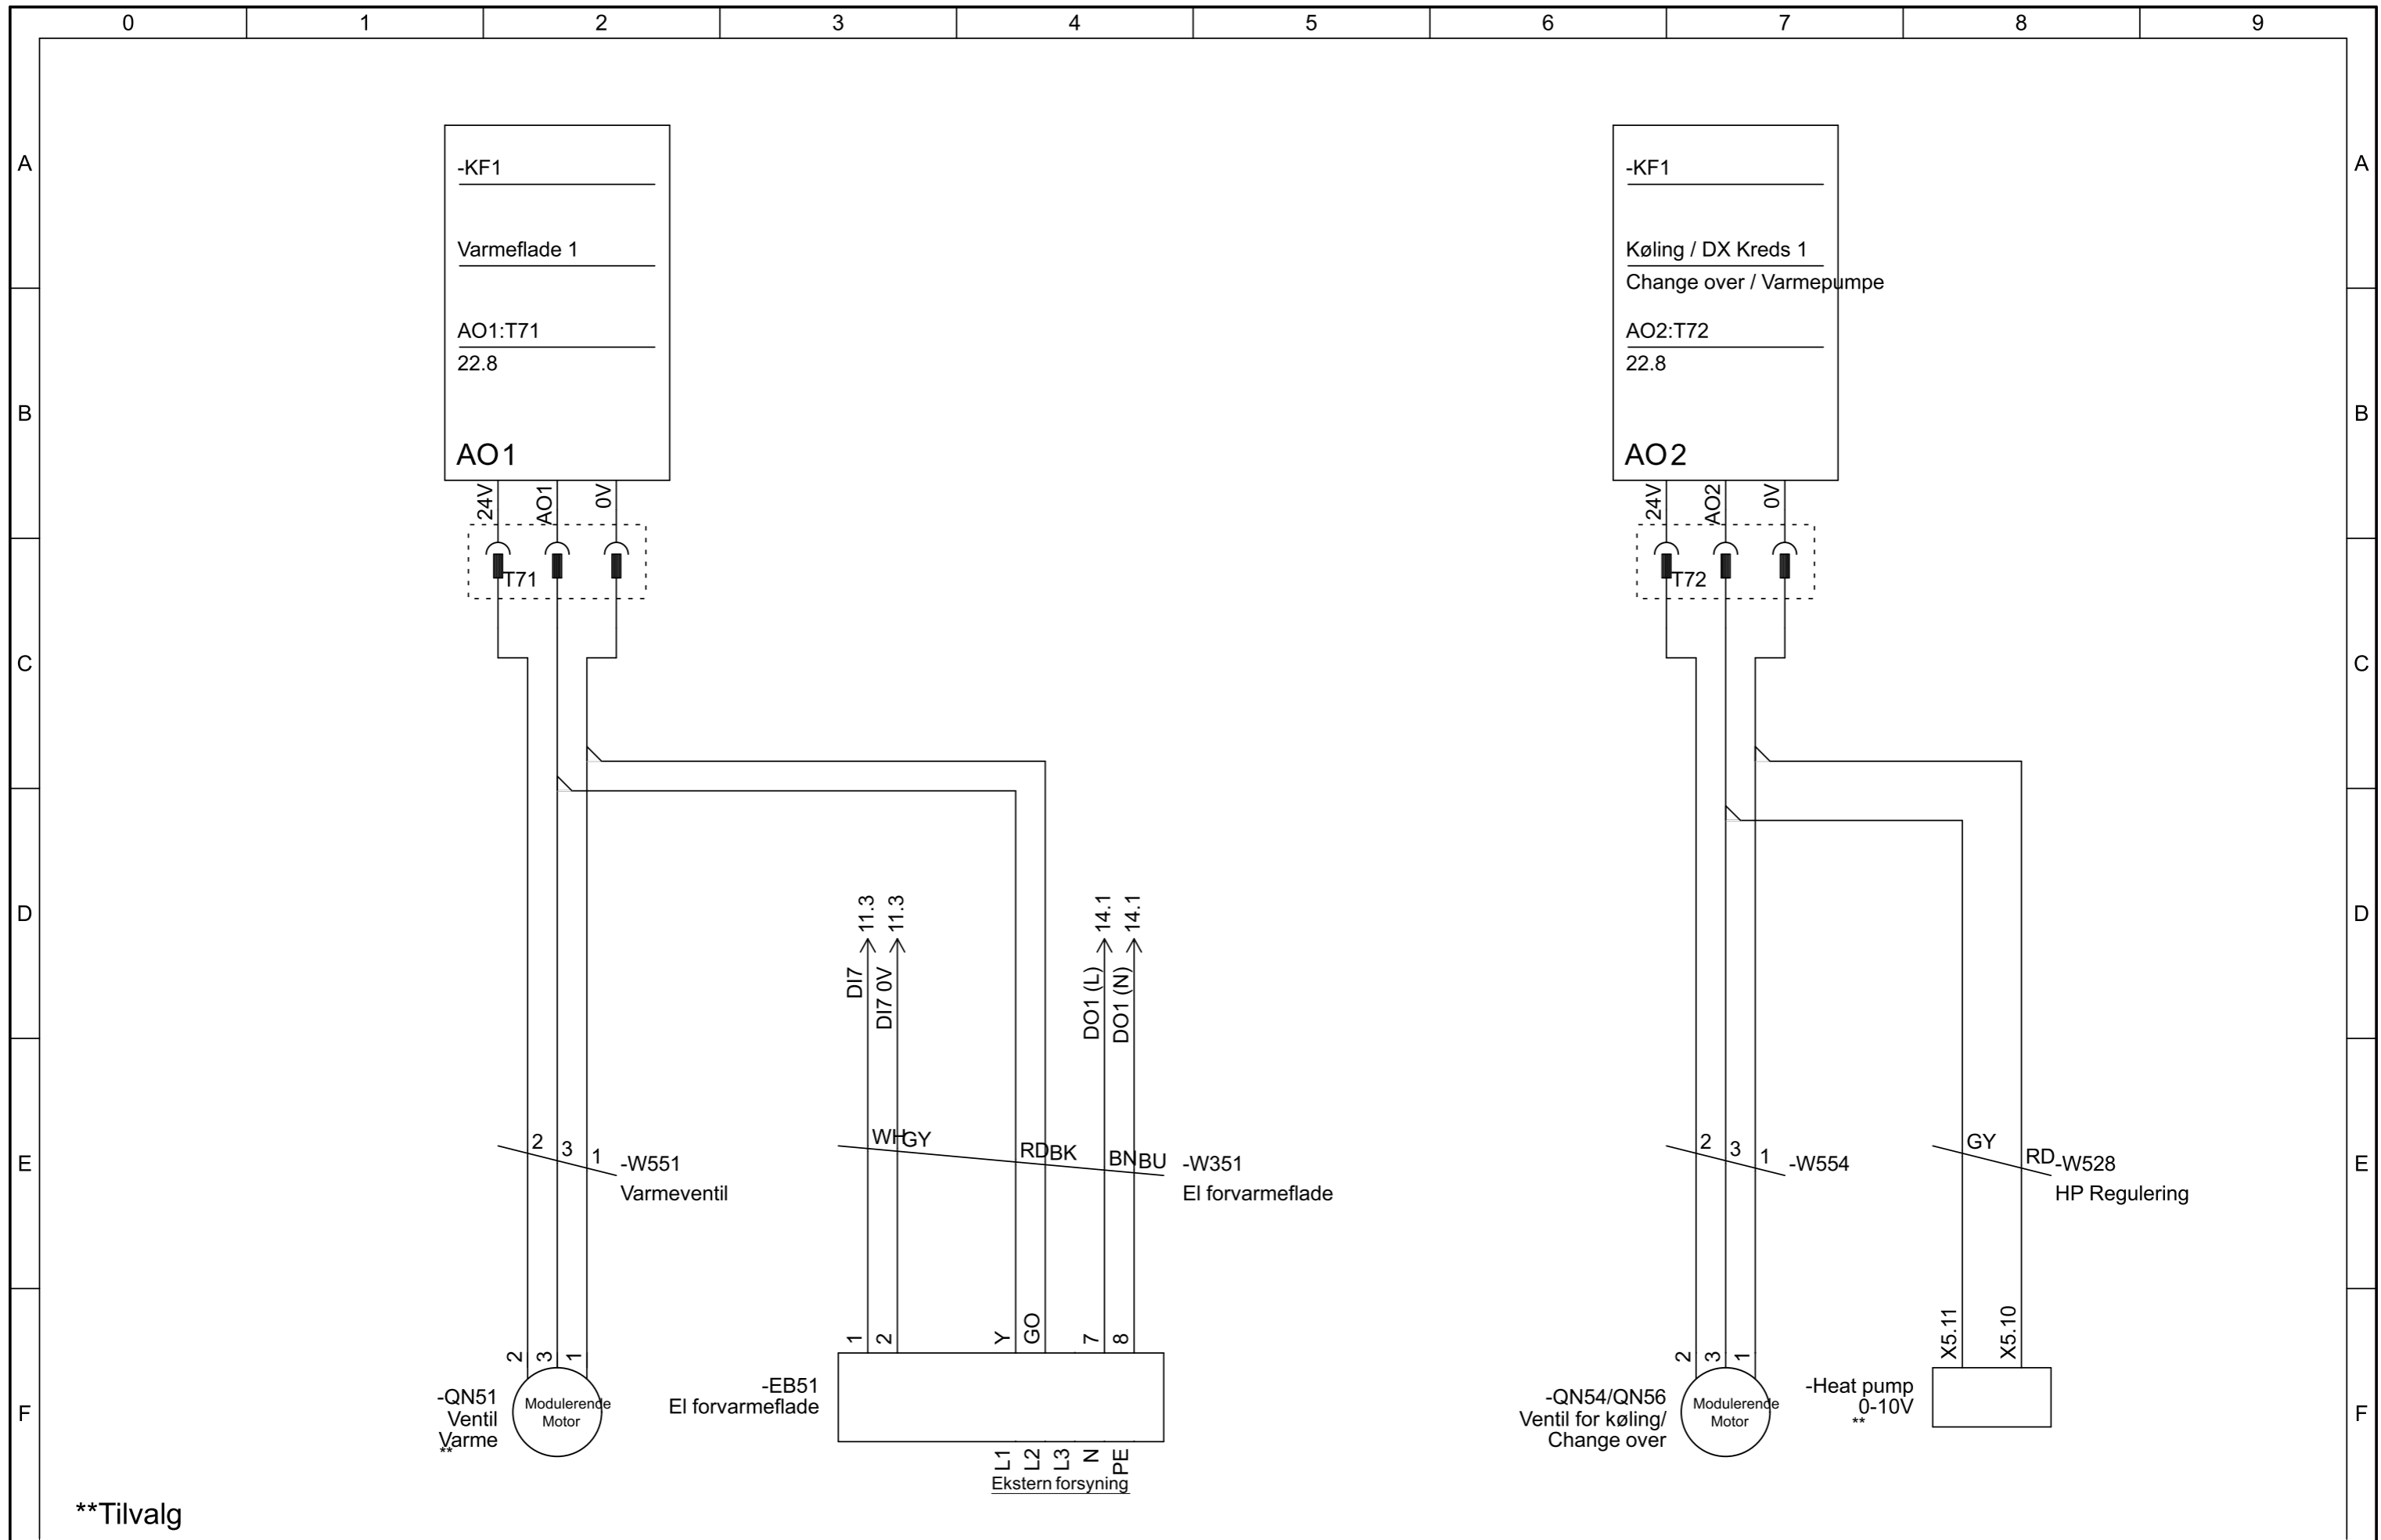 0 1 2 3 4 5 6 7 8 9
A A
-KF1
Varmeflade 1
AO1:T71
22.8
AO1
-KF1
Køling / DX Kreds 1
Change over / Varmepumpe
AO2:T72
22.8
AO2
B B
24V AO1 0V
T71
24V AO2 0V
T72
C C
D D
11.3 11.3 14.1 14.1
DI7 DI7 0V DO1 (L) DO1 (N)
E E
2 3 1 -W551
Varmeventil
WH GY RD BK BN BU -W351
El forvarmeflade
2 3 1 -W554
GY RD -W528
HP Regulering
F F
2 3 1
-QN51
Ventil
Varme
**
Modulerende
Motor
1 2 Y GO 7 8
-EB51
El forvarmeflade
L1 L2 L3 N PE
Ekstern forsyning
2 3 1
-QN54/QN56
Ventil for køling/
Change over
Modulerende
Motor
X5.11 X5.10
-Heat pump
0-10V
**
**Tilvalg